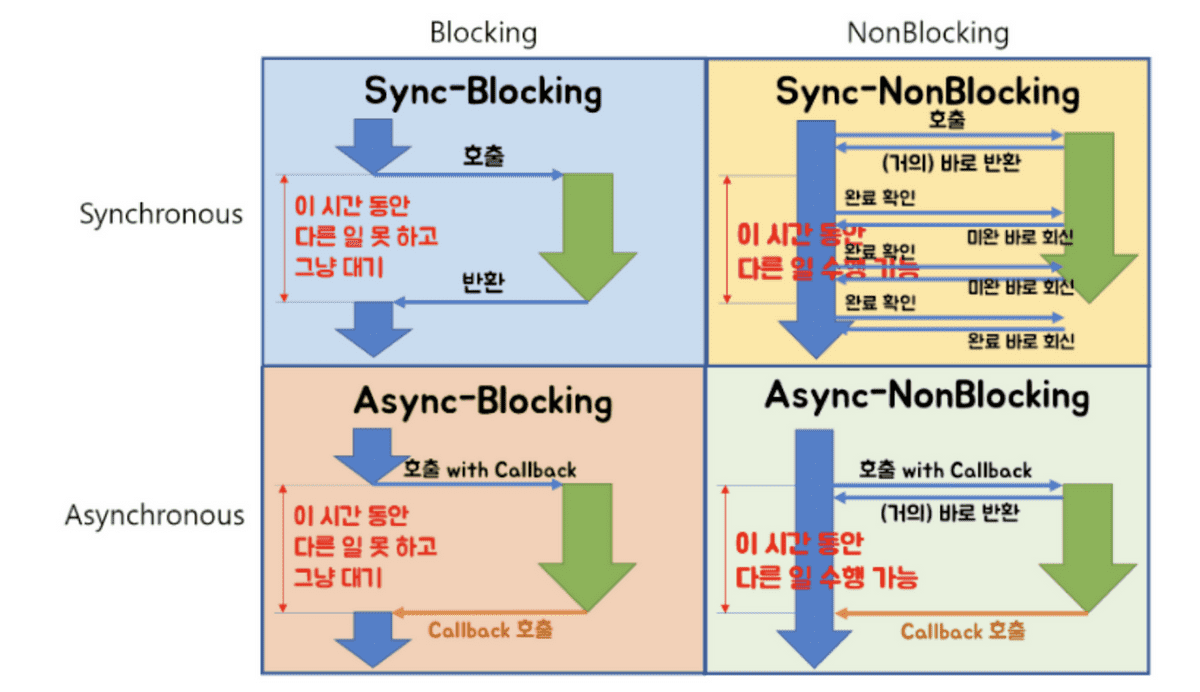 Blocking
NonBlocking
Synchronous
Sync-Blocking
호출
이 시간 동안
다른 일 못 하고
그냥 대기
반환
Sync-NonBlocking
호출
(거의) 바로 반환
완료 확인
미완 바로 회신
이 시간 동안
다른 일 수행 가능
완료 확인
미완 바로 회신
완료 확인
완료 바로 회신
Asynchronous
Async-Blocking
호출 with Callback
이 시간 동안
다른 일 못 하고
그냥 대기
Callback 호출
Async-NonBlocking
호출 with Callback
(거의) 바로 반환
이 시간 동안
다른 일 수행 가능
Callback 호출